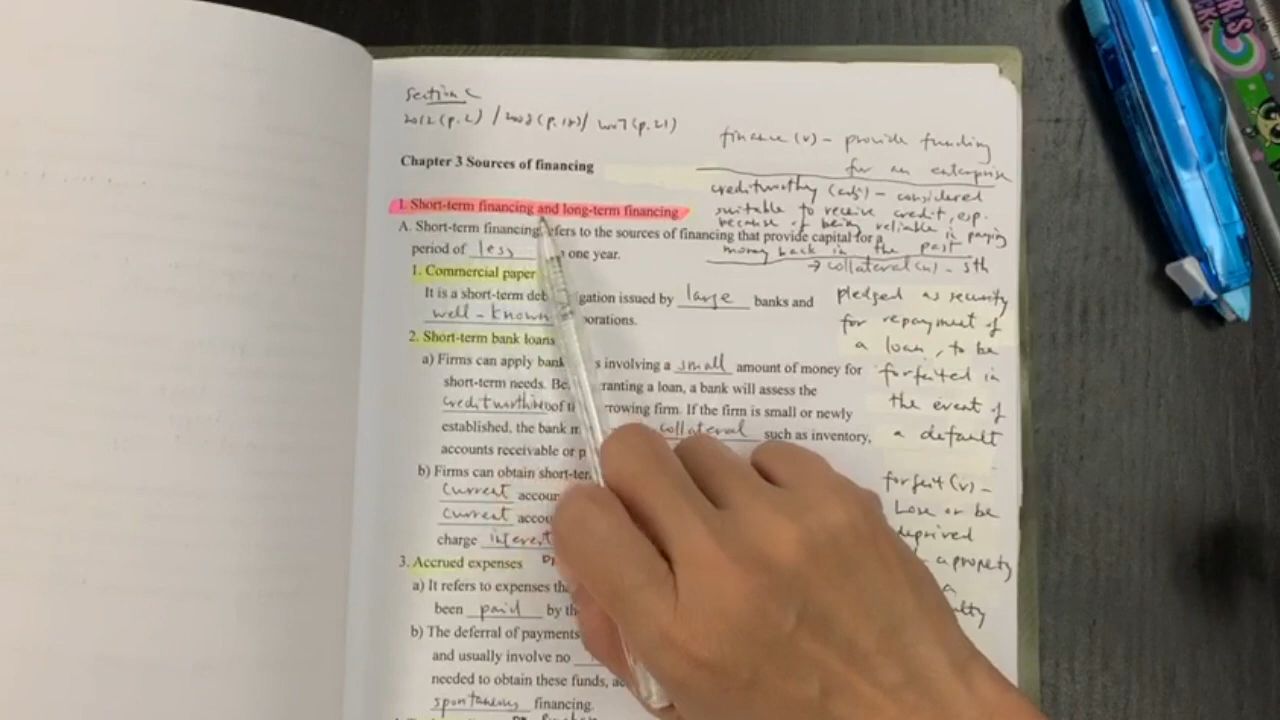 Section C
2012 (p.2) / 2008 (p.12) / 2007 (p.21)
finance (v) - provide funding
for an enterprise
Chapter 3 Sources of financing
creditworthy (adj) - considered
suitable to receive credit, esp.
because of being reliable in paying
money back in the past
1. Short-term financing and long-term financing
A. Short-term financing refers to the sources of financing that provide capital for a
period of less one year.
→ collateral (n) - sth
pledged as security
for repayment of
a loan, to be
forfeited in
the event of
a default
1. Commercial paper
It is a short-term gation issued by large banks and
well-known porations.
2. Short-term bank loans
a) Firms can apply bank s involving a small amount of money for
short-term needs. Be ranting a loan, a bank will assess the
of rrowing firm. If the firm is small or newly
established, the bank collateral such as inventory,
accounts receivable or p
b) Firms can obtain short-ter
current accou
current accou
charge interest
forfeit (v) -
Lose or be
deprived
a property
a
lty
3. Accrued expenses
a) It refers to expenses th
been paid by th
b) The deferral of payments
and usually involve no
needed to obtain these funds, a
spontaneous financing.